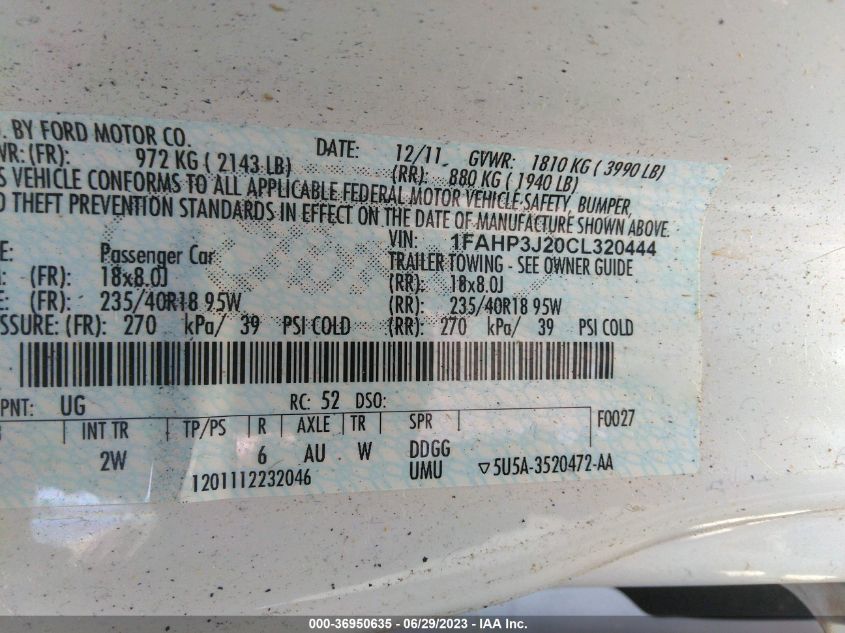 . BY FORD MOTOR CO. DATE: 12/11 GVWR: 1810 KG ( 3990 LB)
WR: (FR): 972 KG ( 2143 LB) (RR): 880 KG ( 1940 LB)
S VEHICLE CONFORMS TO ALL APPLICABLE FEDERAL MOTOR VEHICLE SAFETY, BUMPER,
D THEFT PREVENTION STANDARDS IN EFFECT ON THE DATE OF MANUFACTURE SHOWN ABOVE.
VIN: 1FAHP3J20CL320444
E: Passenger Car TRAILER TOWING - SEE OWNER GUIDE
(FR): 18x8.0J (RR): 18x8.0J
E: (FR): 235/40R18 95W (RR): 235/40R18 95W
SSURE: (FR): 270 kPa/ 39 PSI COLD (RR): 270 kPa/ 39 PSI COLD
PNT: UG RC: 52 DSO:
INT TR TP/PS R AXLE TR SPR F0027
2W 6 AU W DDGG
1201112232046 UMU ▽5U5A-3520472-AA
000-36950635 - 06/29/2023 - IAA Inc.